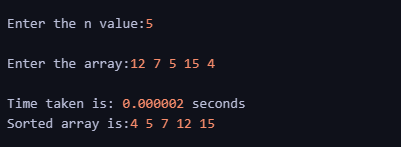 Enter the n value:5
Enter the array:12 7 5 15 4
Time taken is: 0.000002 seconds
Sorted array is:4 5 7 12 15